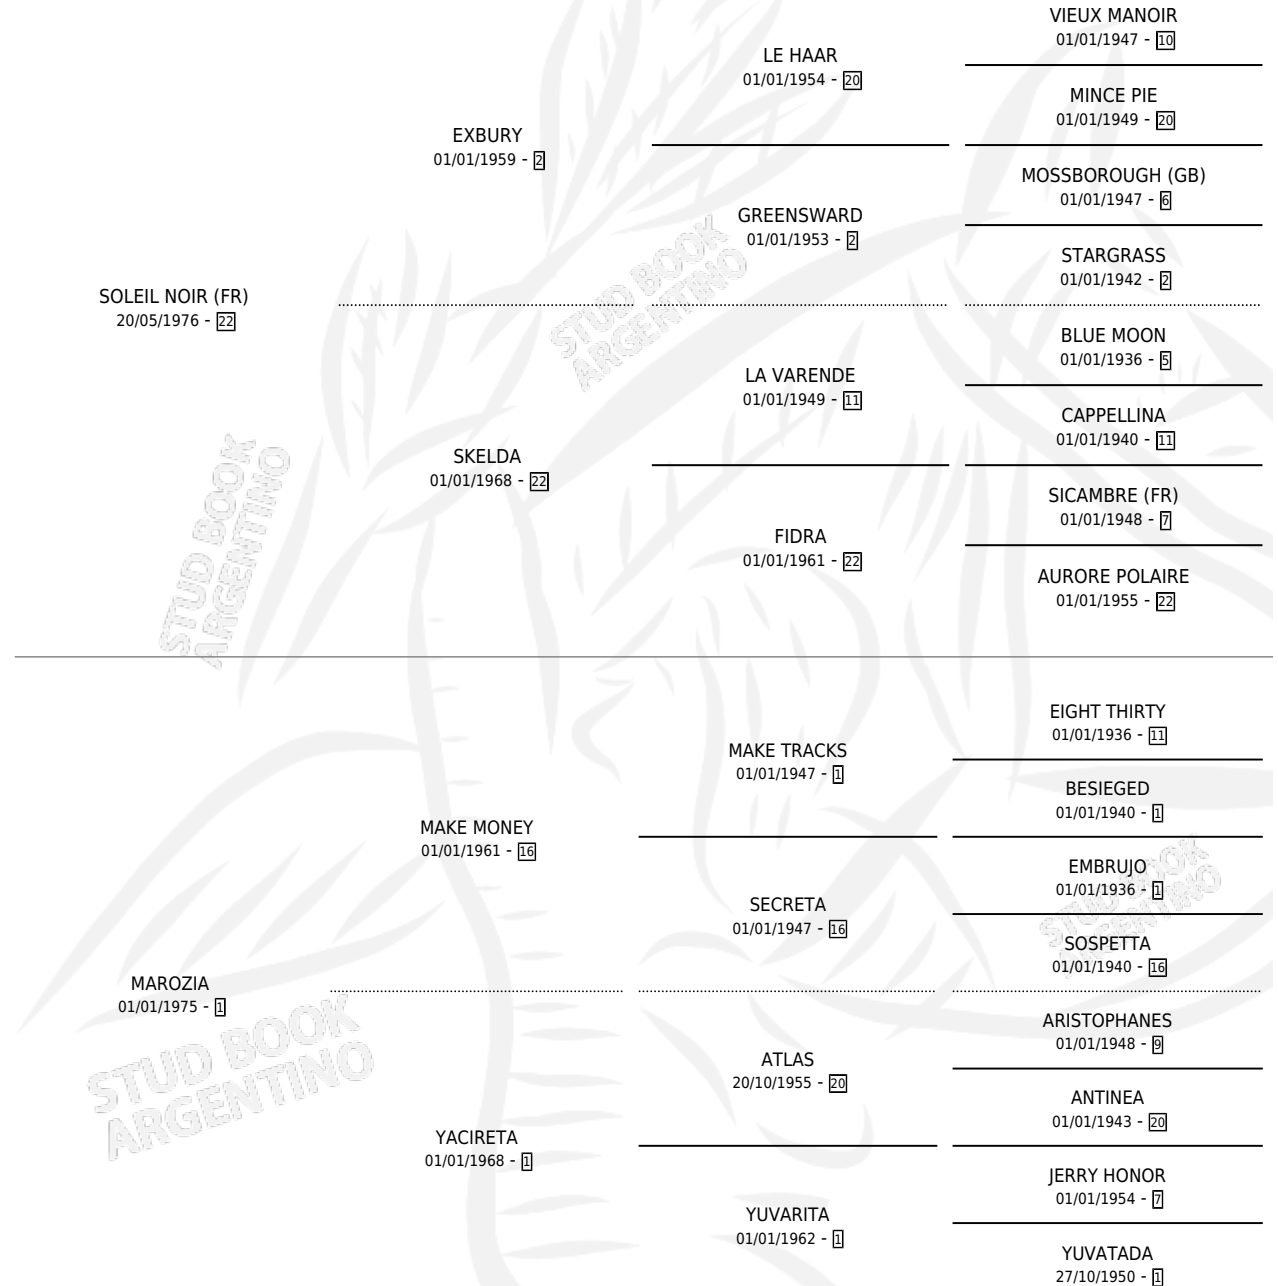 VIEUX MANOIR
01/01/1947 - 10
LE HAAR
01/01/1954 - 20
MINCE PIE
01/01/1949 - 20
EXBURY
01/01/1959 - 2
MOSSBOROUGH (GB)
01/01/1947 - 6
GREENSWARD
01/01/1953 - 2
STARGRASS
01/01/1942 - 2
SOLEIL NOIR (FR)
20/05/1976 - 22
STUD BOOK
ARGENTINO
BLUE MOON
01/01/1936 - 5
LA VARENDE
01/01/1949 - 11
CAPPELLINA
01/01/1940 - 11
SKELDA
01/01/1968 - 22
SICAMBRE (FR)
01/01/1948 - 7
FIDRA
01/01/1961 - 22
AURORE POLAIRE
01/01/1955 - 22
STUD BOOK
ARGENTINO
EIGHT THIRTY
01/01/1936 - 11
MAKE TRACKS
01/01/1947 - 1
BESIEGED
01/01/1940 - 1
MAKE MONEY
01/01/1961 - 16
EMBRUJO
01/01/1936 - 1
SECRETA
01/01/1947 - 16
STUD BOOK
ARGENTINO
SOSPETTA
01/01/1940 - 16
MAROZIA
01/01/1975 - 1
ARISTOPHANES
01/01/1948 - 9
ATLAS
20/10/1955 - 20
STUD BOOK
ARGENTINO
ANTINEA
01/01/1943 - 20
YACIRETA
01/01/1968 - 1
JERRY HONOR
01/01/1954 - 7
YUVARITA
01/01/1962 - 1
YUVATADA
27/10/1950 - 1